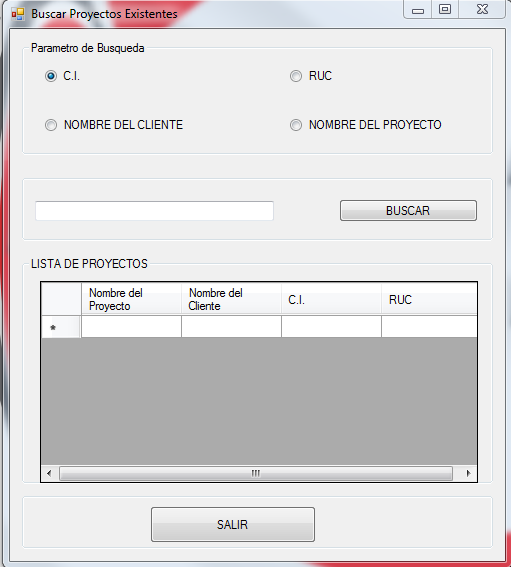 Buscar Proyectos Existentes
Parametro de Busqueda
C.I.
RUC
NOMBRE DEL CLIENTE
NOMBRE DEL PROYECTO
BUSCAR
LISTA DE PROYECTOS
Nombre del
Proyecto
Nombre del
Cliente
C.I.
RUC
*
SALIR